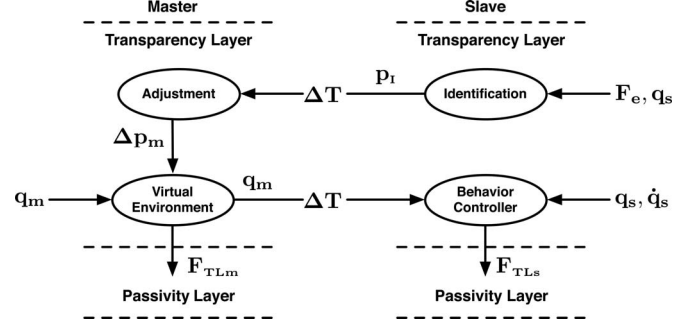 Master Slave
Transparency Layer Transparency Layer
Adjustment ΔT p_I Identification F_e, q_s
Δp_m
q_m Virtual Environment q_m ΔT Behavior Controller q_s, q̇_s
F_TLm F_TLs
Passivity Layer Passivity Layer